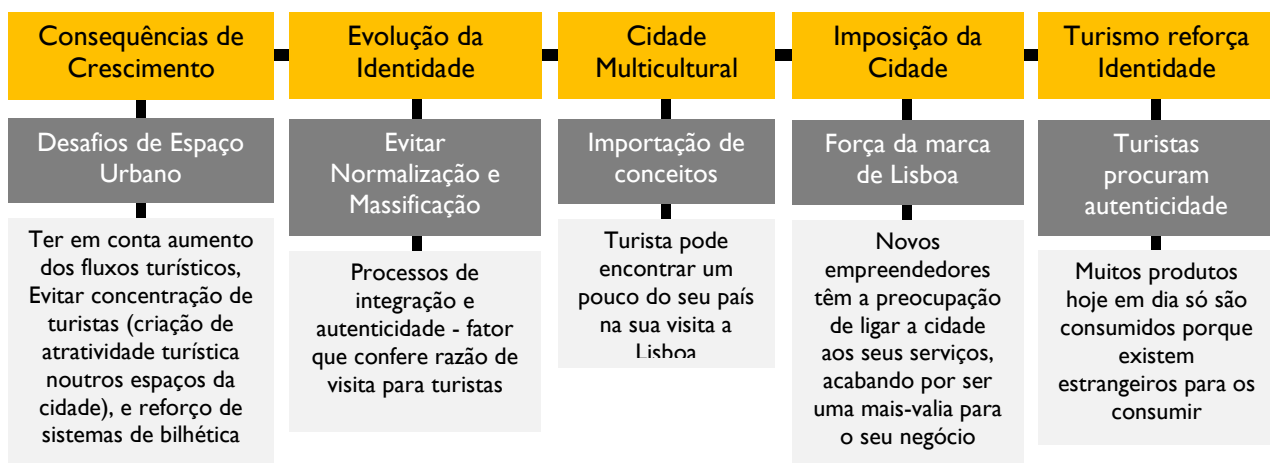 Consequências de
Crescimento
Evolução da
Identidade
Cidade
Multicultural
Imposição da
Cidade
Turismo reforça
Identidade
Desafios de Espaço
Urbano
Evitar
Normalização e
Massificação
Importação de
conceitos
Força da marca
de Lisboa
Turistas
procuram
autenticidade
Ter em conta aumento
dos fluxos turísticos,
Evitar concentração de
turistas (criação de
atratividade turística
noutros espaços da
cidade), e reforço de
sistemas de bilhética
Processos de
integração e
autenticidade - fator
que confere razão de
visita para turistas
Turista pode
encontrar um
pouco do seu país
na sua visita a
Lisboa
Novos
empreendedores
têm a preocupação
de ligar a cidade
aos seus serviços,
acabando por ser
uma mais-valia para
o seu negócio
Muitos produtos
hoje em dia só são
consumidos porque
existem
estrangeiros para os
consumir